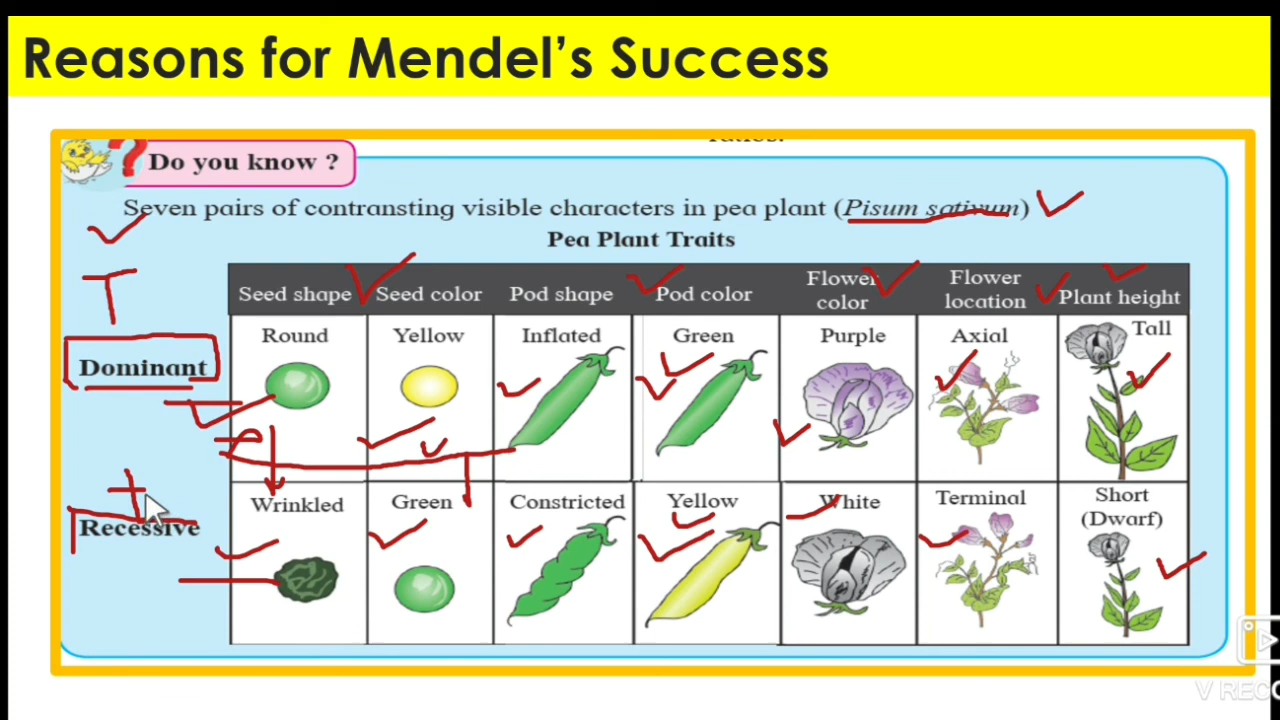 Reasons for Mendel's Success
Do you know ?
Seven pairs of contransting visible characters in pea plant (Pisum sativum)
Pea Plant Traits
Seed shape Seed color Pod shape Pod color Flower color Flower location Plant height
T
Dominant
Round Yellow Inflated Green Purple Axial Tall
t
Recessive
Wrinkled Green Constricted Yellow White Terminal Short (Dwarf)